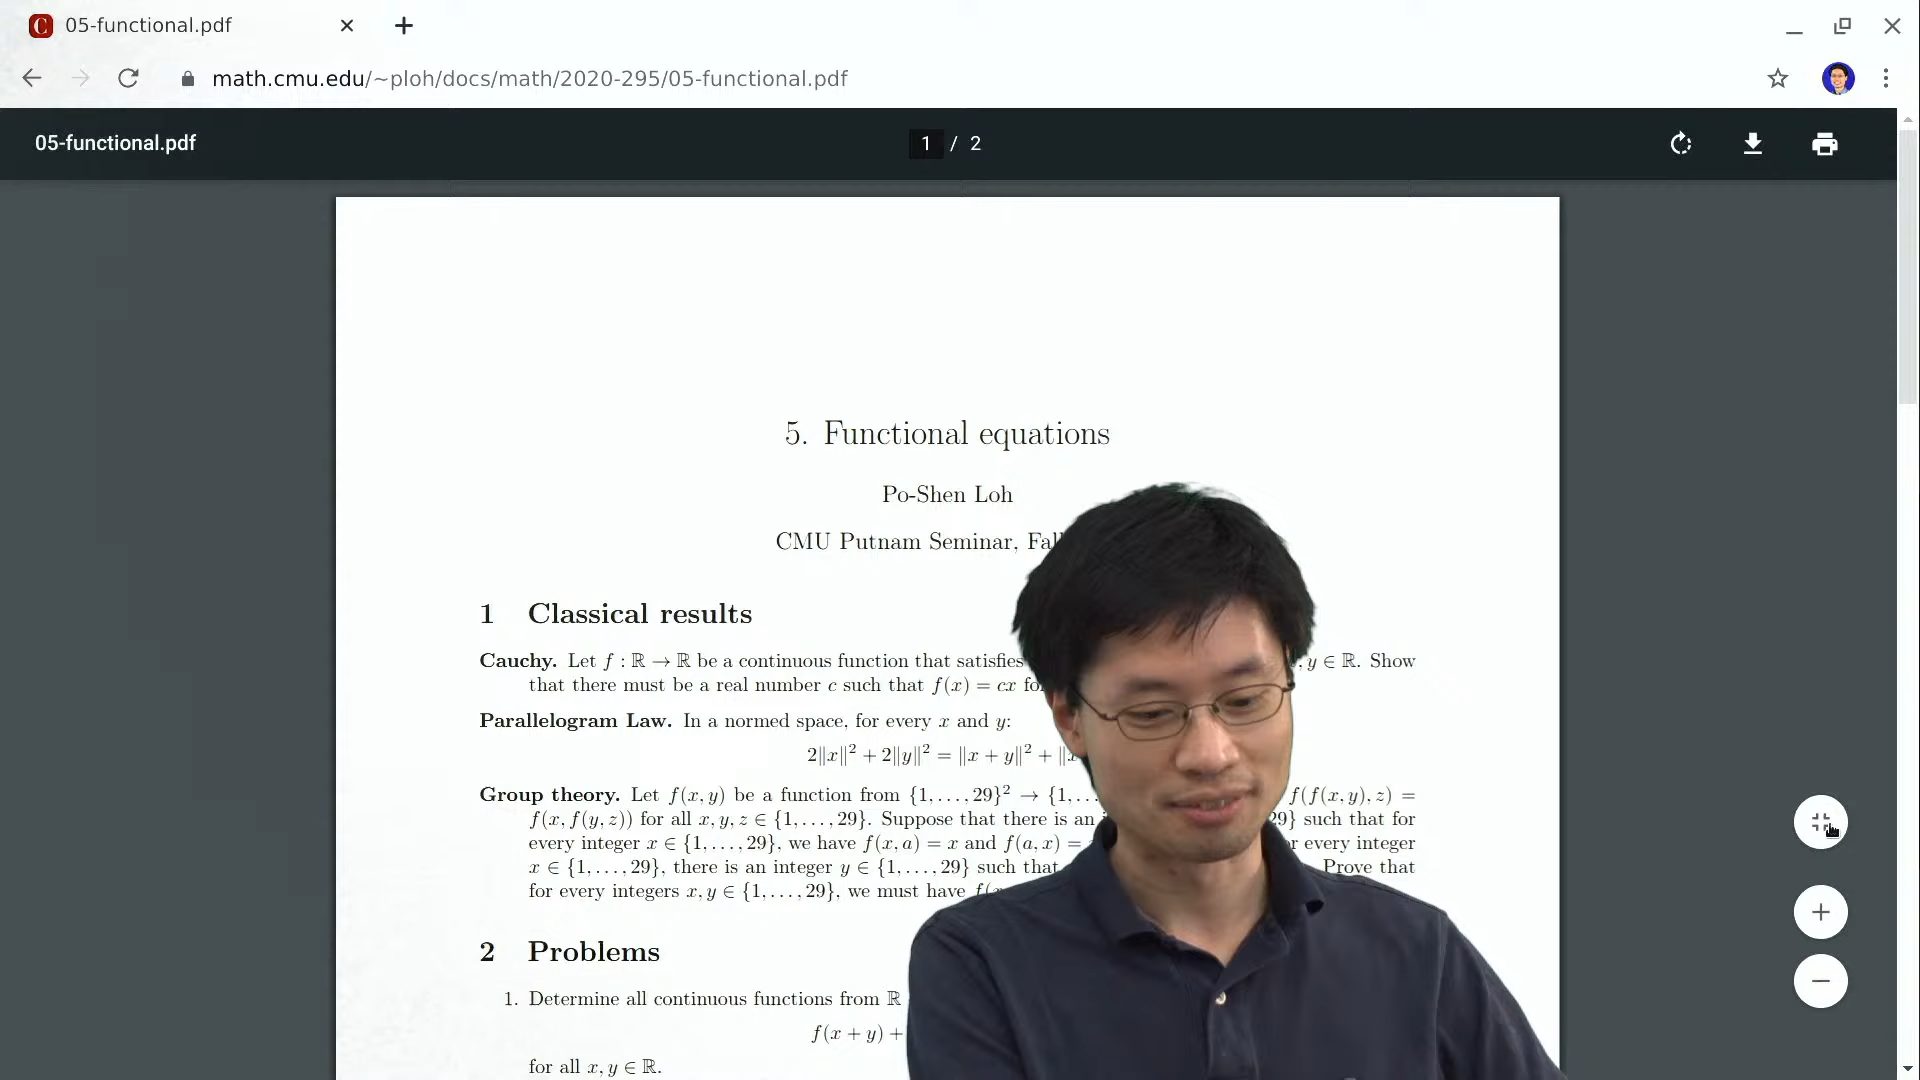 05-functional.pdf
math.cmu.edu/~ploh/docs/math/2020-295/05-functional.pdf
05-functional.pdf
1 / 2
5. Functional equations
Po-Shen Loh
CMU Putnam Seminar, Fall
1 Classical results
Cauchy. Let f : ℝ → ℝ be a continuous function that satisfies , y ∈ ℝ. Show
that there must be a real number c such that f(x) = cx
Parallelogram Law. In a normed space, for every x and y:
2‖x‖² + 2‖y‖² = ‖x + y‖² + ‖x
Group theory. Let f(x, y) be a function from {1, . . . , 29}² → {1, . . . f(f(x, y), z) =
f(x, f(y, z)) for all x, y, z ∈ {1, . . . , 29}. Suppose that there is an 29} such that for
every integer x ∈ {1, . . . , 29}, we have f(x, a) = x and f(a, x) = every integer
x ∈ {1, . . . , 29}, there is an integer y ∈ {1, . . . , 29} such that Prove that
for every integers x, y ∈ {1, . . . , 29}, we must have
2 Problems
1. Determine all continuous functions from ℝ
f(x + y) +
for all x, y ∈ ℝ.